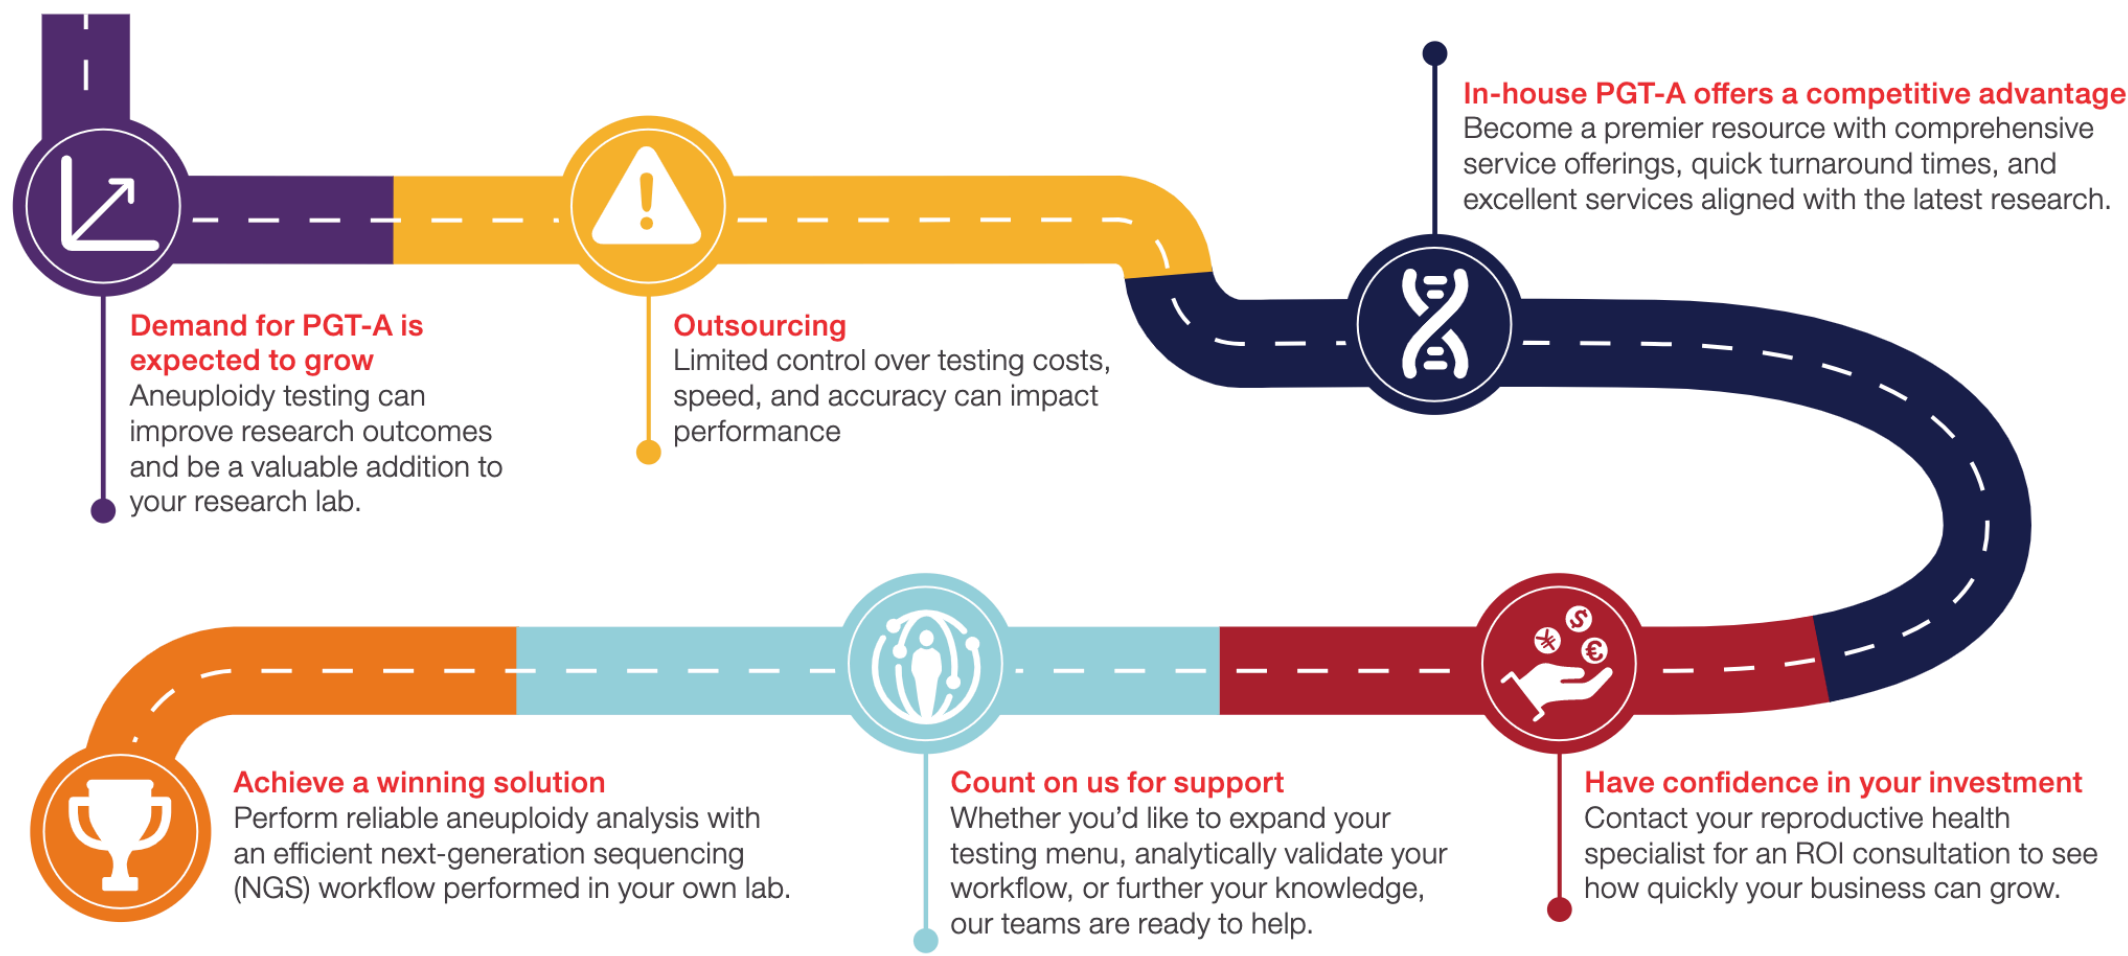 Demand for PGT-A is
expected to grow
Aneuploidy testing can
improve research outcomes
and be a valuable addition to
your research lab.
Outsourcing
Limited control over testing costs,
speed, and accuracy can impact
performance
In-house PGT-A offers a competitive advantage
Become a premier resource with comprehensive
service offerings, quick turnaround times, and
excellent services aligned with the latest research.
$
¥
€
Have confidence in your investment
Contact your reproductive health
specialist for an ROI consultation to see
how quickly your business can grow.
Count on us for support
Whether you’d like to expand your
testing menu, analytically validate your
workflow, or further your knowledge,
our teams are ready to help.
Achieve a winning solution
Perform reliable aneuploidy analysis with
an efficient next-generation sequencing
(NGS) workflow performed in your own lab.